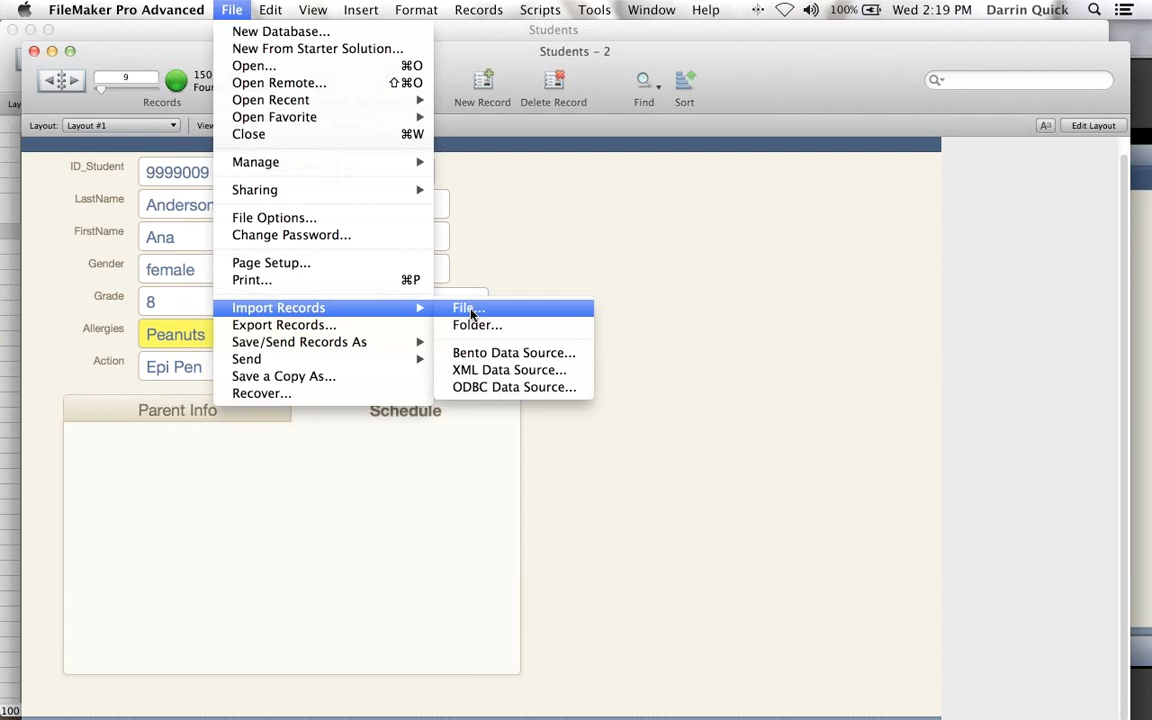 FileMaker Pro Advanced File Edit View Insert Format Records Scripts Tools Window Help 100% Wed 2:19 PM Darrin Quick
Students
Students – 2
9
150
Foun
Records
New Record
Delete Record
Find
Sort
Layout: Layout #1
View
Edit Layout
New Database...
New From Starter Solution...
Open... ⌘O
Open Remote... ⇧⌘O
Open Recent
Open Favorite
Close ⌘W
Manage
Sharing
File Options...
Change Password...
Page Setup...
Print... ⌘P
Import Records
Export Records...
Save/Send Records As
Send
Save a Copy As...
Recover...
File...
Folder...
Bento Data Source...
XML Data Source...
ODBC Data Source...
ID_Student 9999009
LastName Anderson
FirstName Ana
Gender female
Grade 8
Allergies Peanuts
Action Epi Pen
Parent Info
Schedule
100